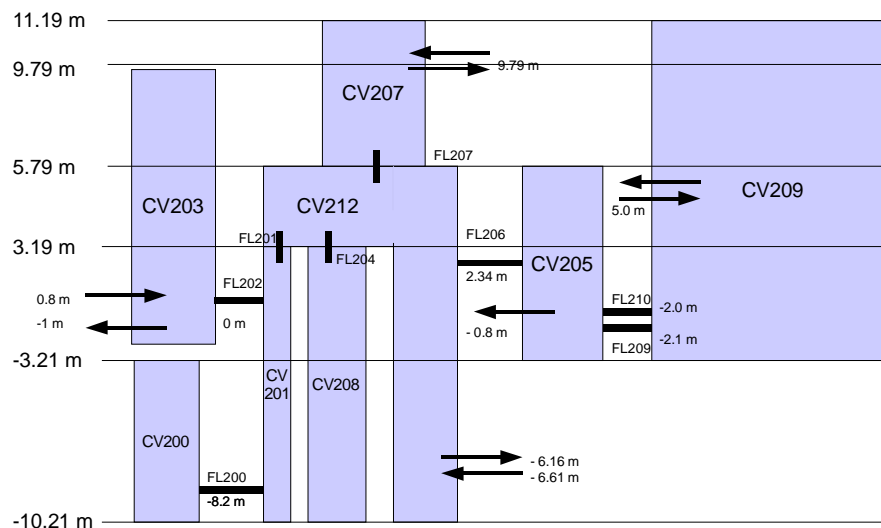 11.19 m
9.79 m
9.79 m
CV207
5.79 m
FL207
CV203
CV212
CV209
5.0 m
3.19 m
FL201
FL204
FL206
2.34 m
CV205
FL202
0.8 m
-1 m
0 m
- 0.8 m
FL210
-2.0 m
-2.1 m
FL209
-3.21 m
CV
201
CV208
CV200
FL200
-8.2 m
- 6.16 m
- 6.61 m
-10.21 m